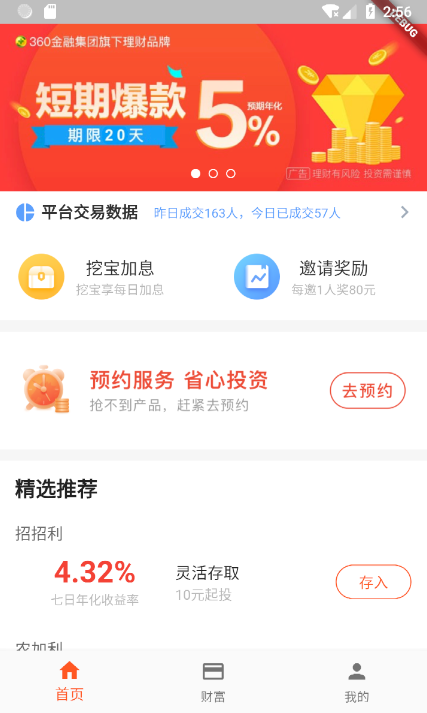 2:56
DEBUG
360金融集团旗下理财品牌
短期爆款
期限20天
5%
预期年化
广告 理财有风险 投资需谨慎
平台交易数据 昨日成交163人，今日已成交57人
挖宝加息
挖宝享每日加息
邀请奖励
每邀1人奖80元
预约服务 省心投资
抢不到产品，赶紧去预约
去预约
精选推荐
招招利
4.32%
七日年化收益率
灵活存取
10元起投
存入
农加利
首页
财富
我的